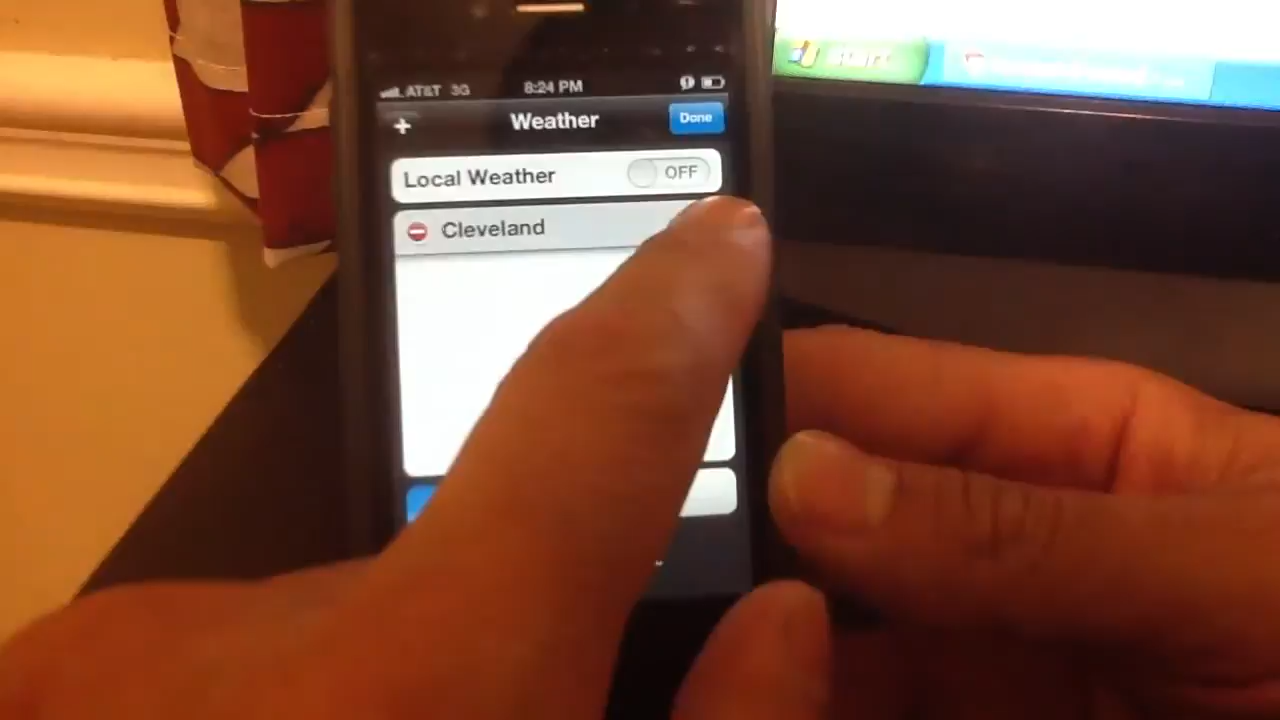 start
AT&T 3G 8:24 PM
+ Weather Done
Local Weather OFF
Cleveland